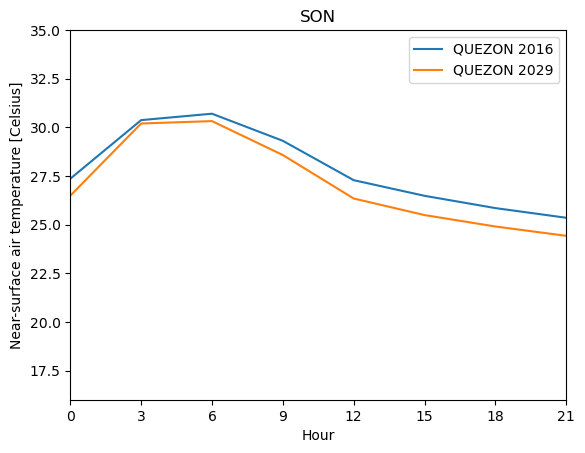 SON
35.0
32.5
30.0
27.5
25.0
22.5
20.0
17.5
Near-surface air temperature [Celsius]
QUEZON 2016
QUEZON 2029
0 3 6 9 12 15 18 21
Hour